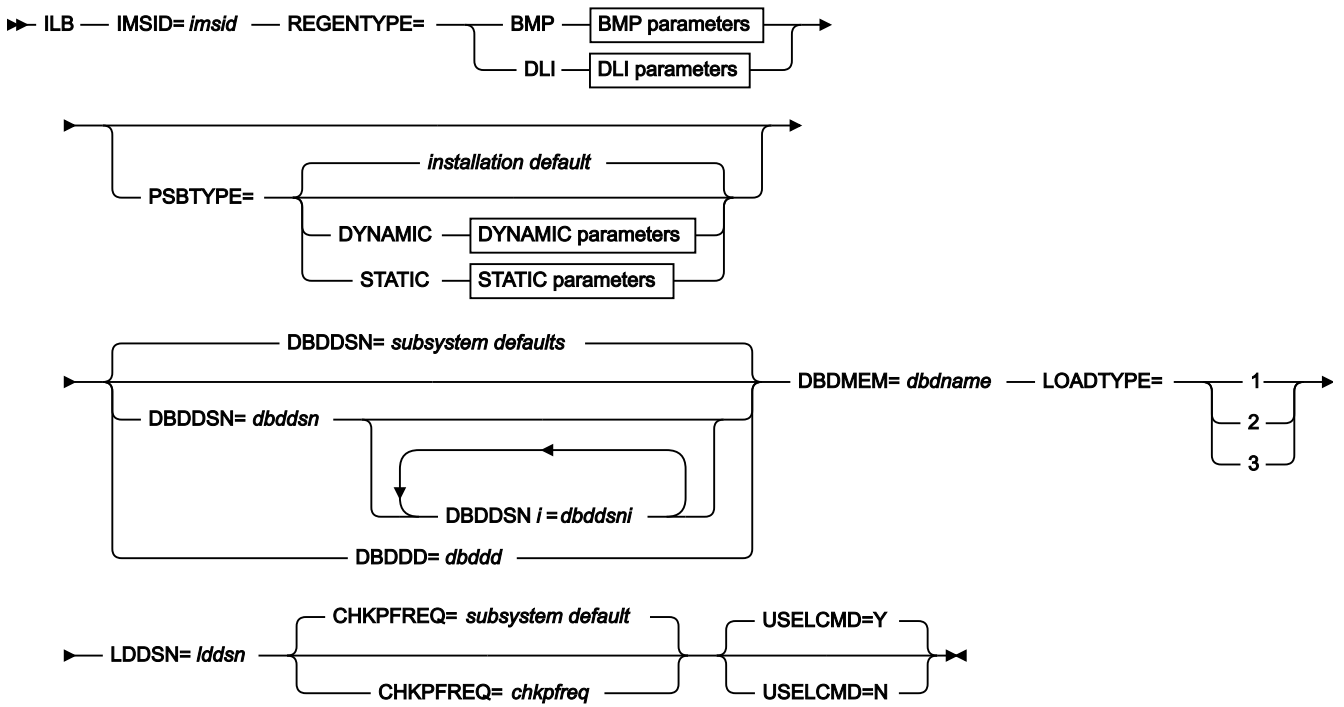 ILB IMSID= imsid REGENTYPE= BMP BMP parameters
DLI DLI parameters
installation default
PSBTYPE=
DYNAMIC DYNAMIC parameters
STATIC STATIC parameters
DBDDSN= subsystem defaults
DBDMEM= dbdname LOADTYPE= 1
DBDDSN= dbddsn 2
3
DBDDSN i =dbddsni
DBDDD= dbddd
CHKPFREQ= subsystem default USELCMD=Y
LDDSN= lddsn
CHKPFREQ= chkpfreq USELCMD=N